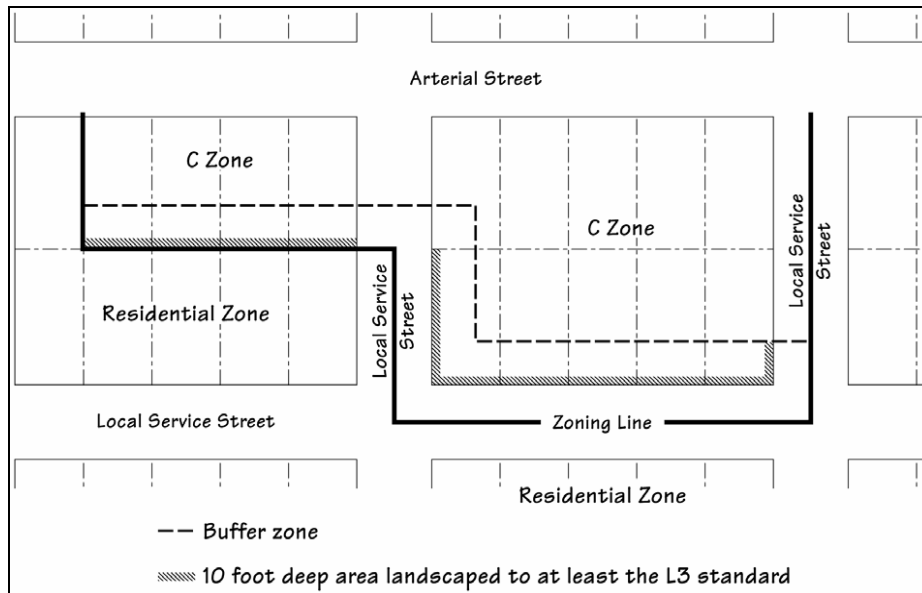 Arterial Street
C Zone
C Zone
Local Service
Street
Residential Zone
Local Service
Street
Local Service Street
Zoning Line
Residential Zone
Buffer zone
10 foot deep area landscaped to at least the L3 standard